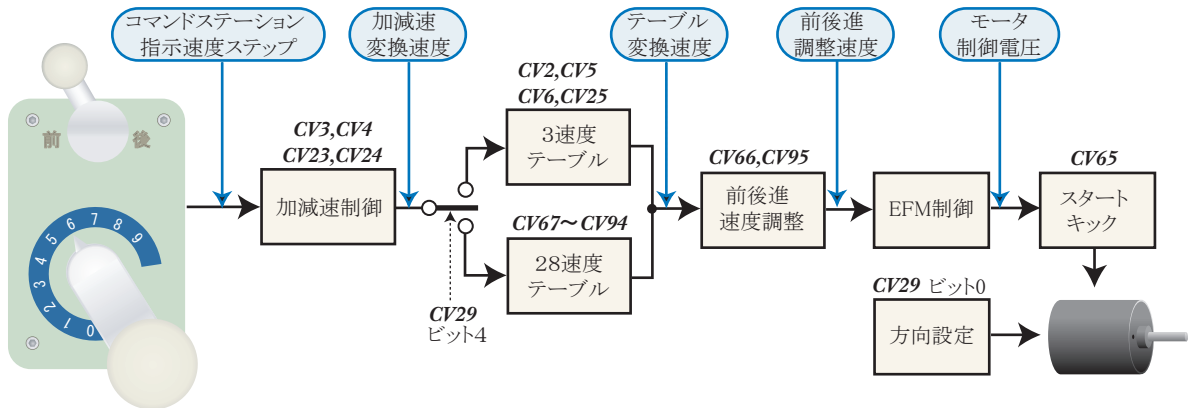 コマンドステーション
指示速度ステップ
加減速
変換速度
テーブル
変換速度
前後進
調整速度
モータ
制御電圧
前
後
0
1
2
3
4
5
6
7
8
9
CV3,CV4
CV23,CV24
加減速制御
CV29
ビット4
CV2,CV5
CV6,CV25
3速度
テーブル
CV67～CV94
28速度
テーブル
CV66,CV95
前後進
速度調整
EFM制御
CV65
スタート
キック
CV29 ビット0
方向設定